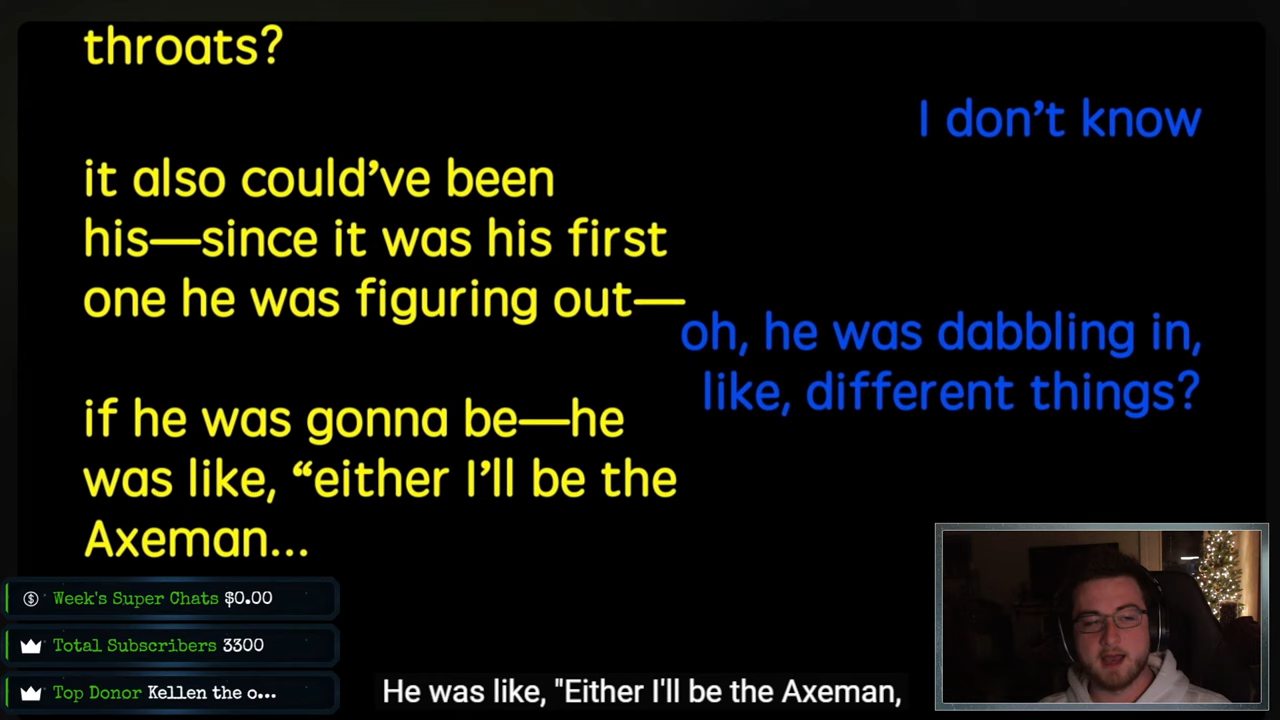 throats?
I don’t know
it also could’ve been
his—since it was his first
one he was figuring out—
oh, he was dabbling in,
like, different things?
if he was gonna be—he
was like, “either I’ll be the
Axeman...
Week's Super Chats $0.00
Total Subscribers 3300
Top Donor Kellen the o...
He was like, "Either I'll be the Axeman,